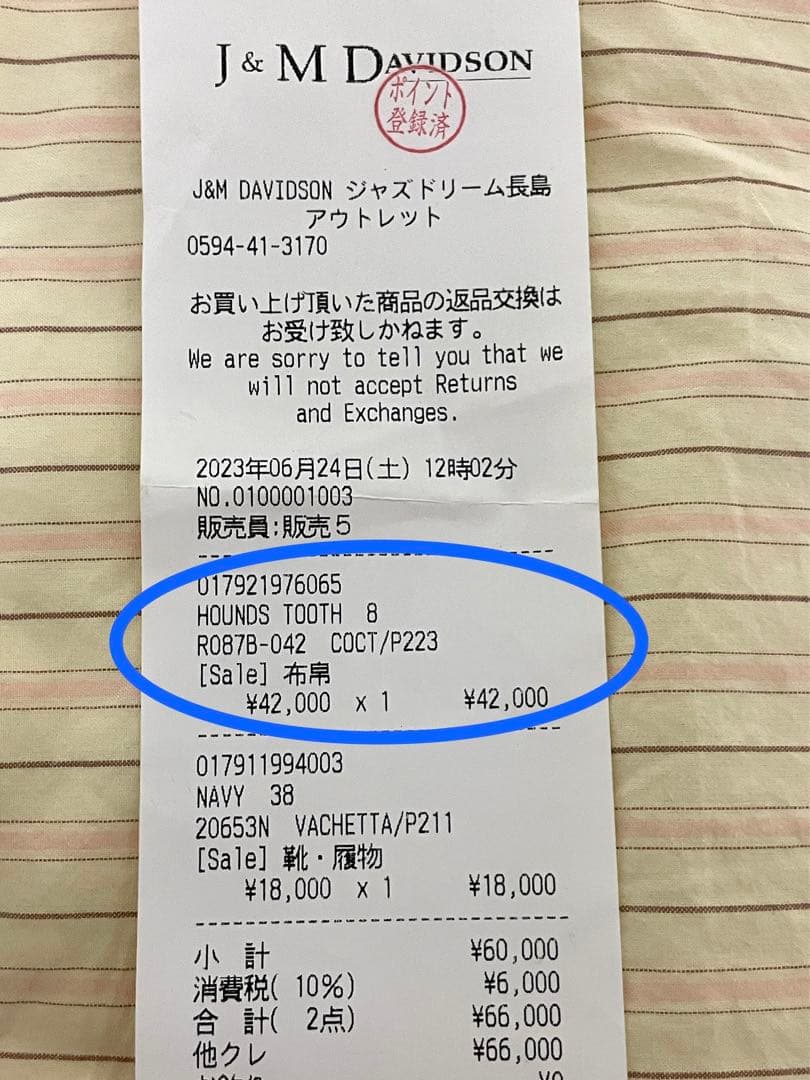 J & M DAVIDSON
ポイント
登録済
J&M DAVIDSON ジャズドリーム長島
アウトレット
0594-41-3170
お買い上げ頂いた商品の返品交換は
お受け致しかねます。
We are sorry to tell you that we
will not accept Returns
and Exchanges.
2023年06月24日(土) 12時02分
NO.0100001003
販売員:販売5
017921976065
HOUNDS TOOTH 8
R087B-042 COCT/P223
[Sale] 布帛
¥42,000 x 1 ¥42,000
017911994003
NAVY 38
20653N VACHETTA/P211
[Sale] 靴・履物
¥18,000 x 1 ¥18,000
小 計 ¥60,000
消費税( 10%) ¥6,000
合 計( 2点) ¥66,000
他クレ ¥66,000